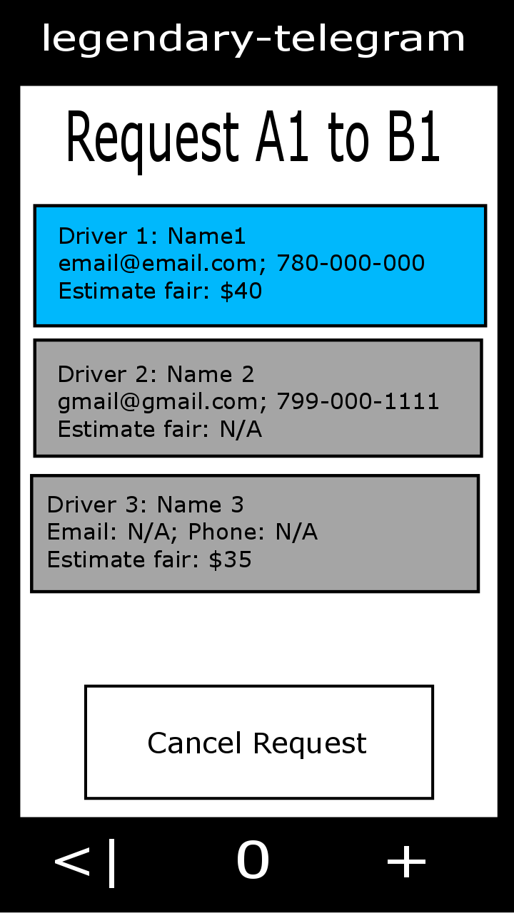 legendary-telegram
Request A1 to B1
Driver 1: Name1
email@email.com; 780-000-000
Estimate fair: $40
Driver 2: Name 2
gmail@gmail.com; 799-000-1111
Estimate fair: N/A
Driver 3: Name 3
Email: N/A; Phone: N/A
Estimate fair: $35
Cancel Request
<| O +